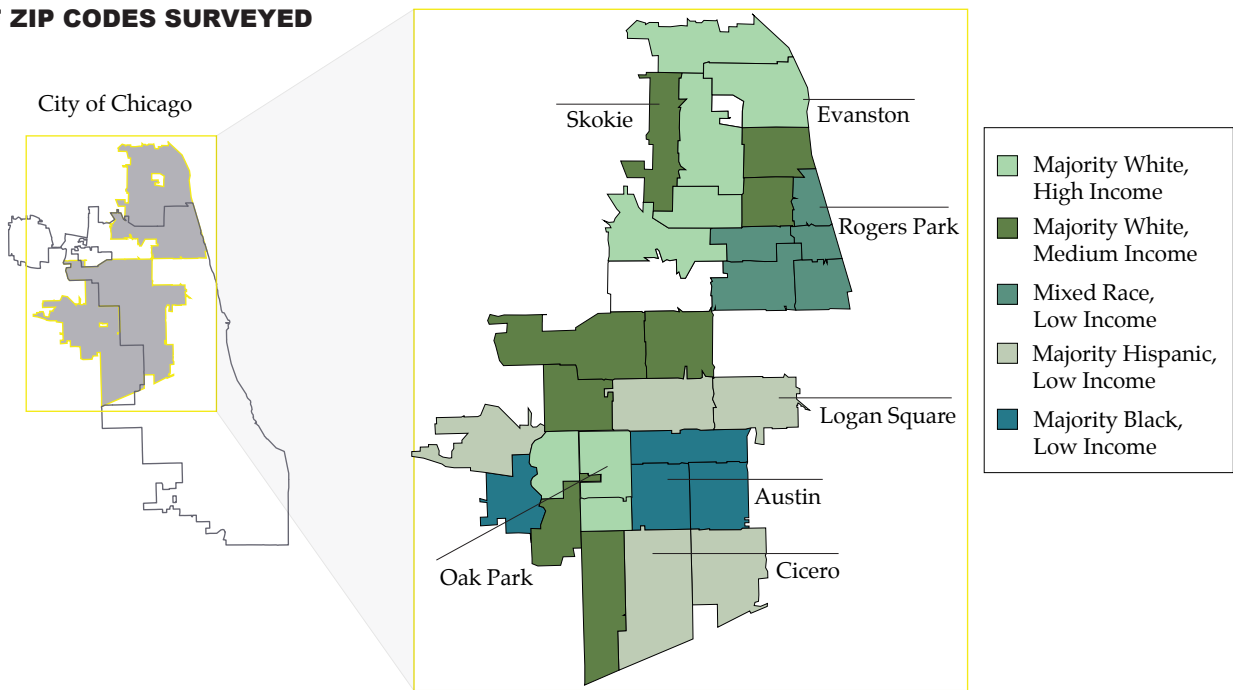 ZIP CODES SURVEYED
City of Chicago
Skokie
Evanston
Rogers Park
Logan Square
Austin
Oak Park
Cicero
Majority White,
High Income
Majority White,
Medium Income
Mixed Race,
Low Income
Majority Hispanic,
Low Income
Majority Black,
Low Income